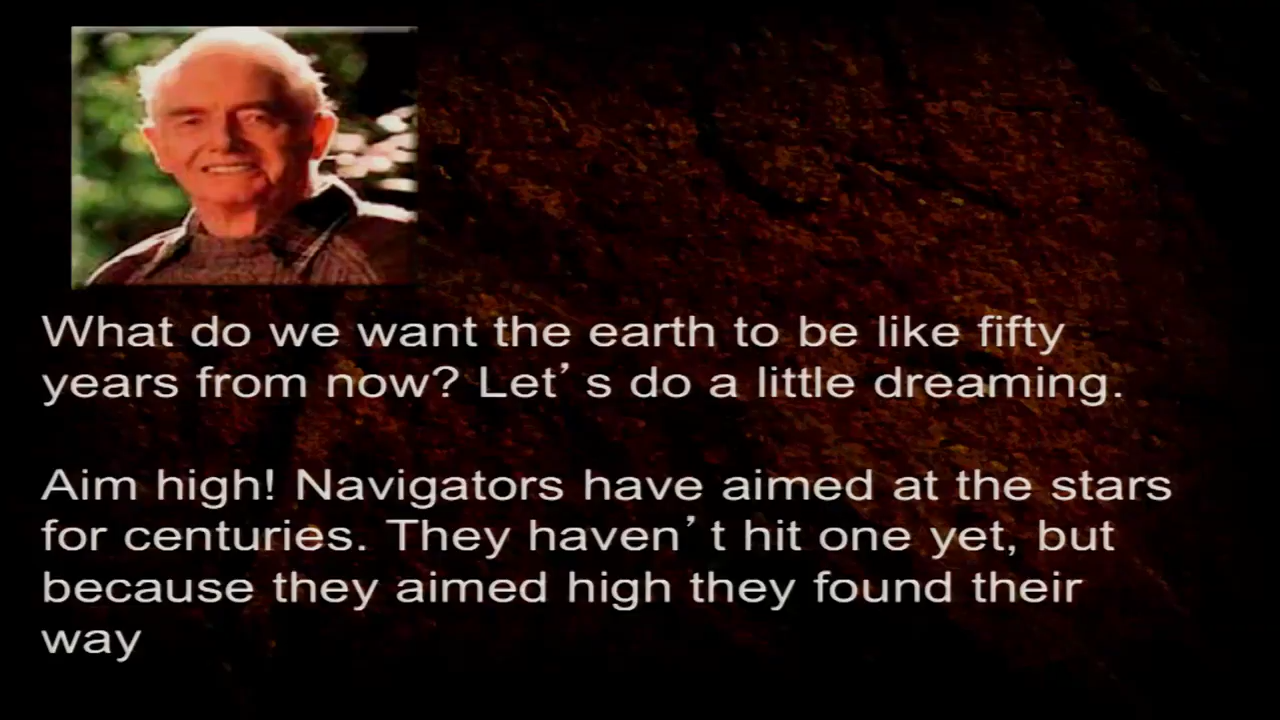 What do we want the earth to be like fifty
years from now? Let’s do a little dreaming.
Aim high! Navigators have aimed at the stars
for centuries. They haven’t hit one yet, but
because they aimed high they found their
way